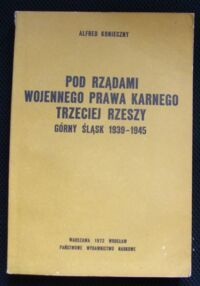 ALFRED KONIECZNY
POD RZĄDAMI
WOJENNEGO PRAWA KARNEGO
TRZECIEJ RZESZY
GÓRNY ŚLĄSK 1939-1945
WARSZAWA 1972 WROCŁAW
PAŃSTWOWE WYDAWNICTWO NAUKOWE